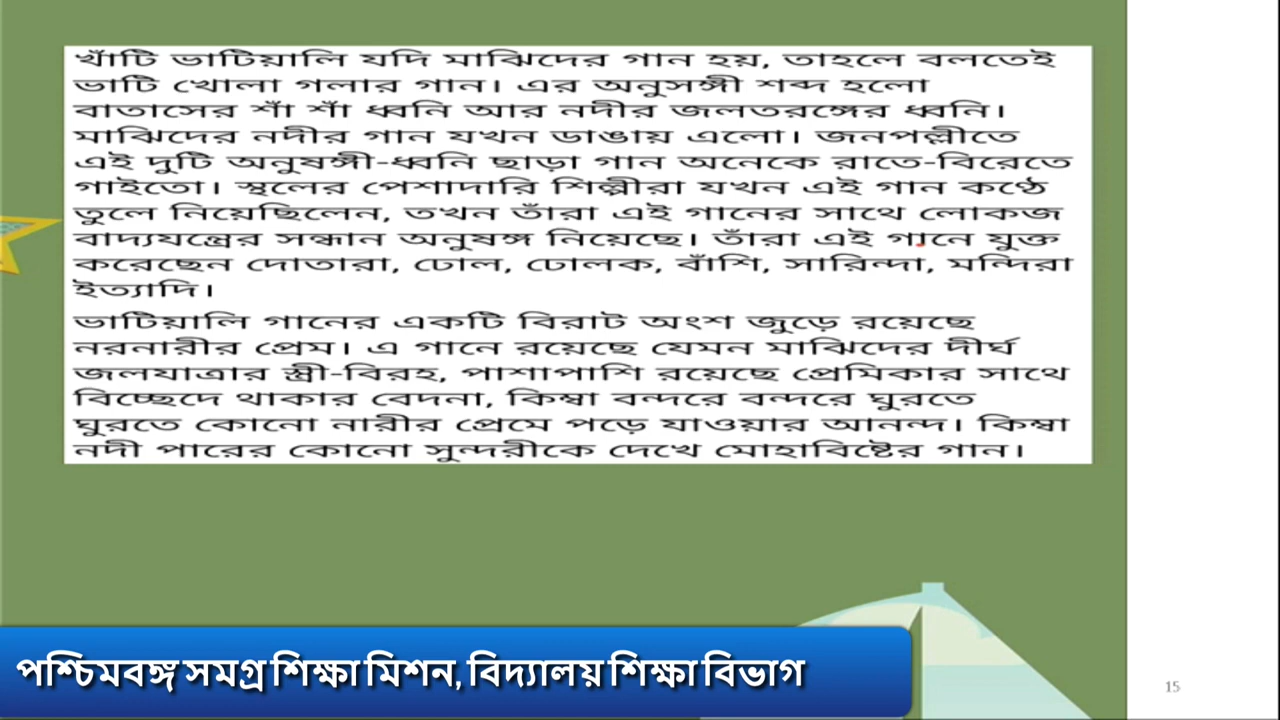 খাঁটি ভাটিয়ালি যদি মাঝিদের গান হয়, তাহলে বলতেই
ভাটি খোলা গলার গান। এর অনুসঙ্গী শব্দ হলো
বাতাসের শাঁ শাঁ ধ্বনি আর নদীর জলতরঙ্গের ধ্বনি।
মাঝিদের নদীর গান যখন ডাঙায় এলো। জনপল্লীতে
এই দুটি অনুষঙ্গী-ধ্বনি ছাড়া গান অনেকে রাতে-বিরেতে
গাইতো। স্থলের পেশাদারি শিল্পীরা যখন এই গান কণ্ঠে
তুলে নিয়েছিলেন, তখন তাঁরা এই গানের সাথে লোকজ
বাদ্যযন্ত্রের সন্ধান অনুষঙ্গ নিয়েছে। তাঁরা এই গানে যুক্ত
করেছেন দোতারা, ঢোল, ঢোলক, বাঁশি, সারিন্দা, মন্দিরা
ইত্যাদি।
ভাটিয়ালি গানের একটি বিরাট অংশ জুড়ে রয়েছে
নরনারীর প্রেম। এ গানে রয়েছে যেমন মাঝিদের দীর্ঘ
জলযাত্রার স্ত্রী-বিরহ, পাশাপাশি রয়েছে প্রেমিকার সাথে
বিচ্ছেদে থাকার বেদনা, কিম্বা বন্দরে বন্দরে ঘুরতে
ঘুরতে কোনো নারীর প্রেমে পড়ে যাওয়ার আনন্দ। কিম্বা
নদী পারের কোনো সুন্দরীকে দেখে মোহাবিষ্টের গান।
পশ্চিমবঙ্গ সমগ্র শিক্ষা মিশন, বিদ্যালয় শিক্ষা বিভাগ
15